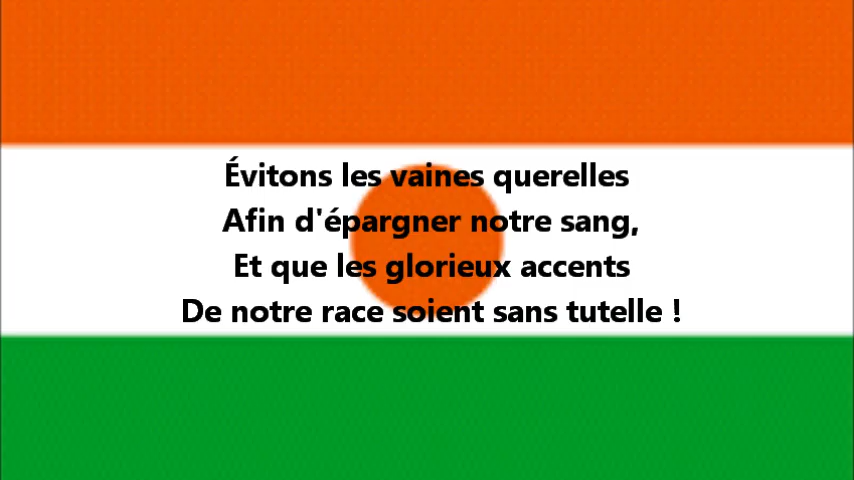 Évitons les vaines querelles
Afin d'épargner notre sang,
Et que les glorieux accents
De notre race soient sans tutelle !